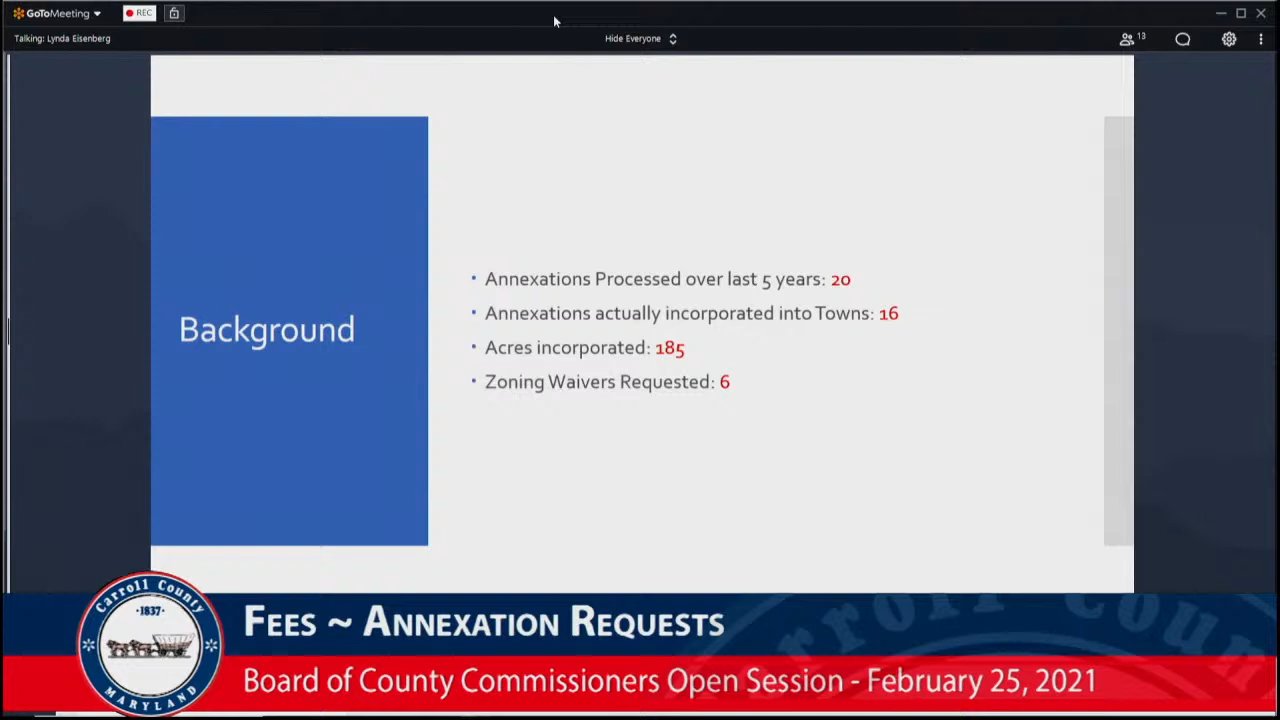 GoToMeeting
REC
Talking: Lynda Eisenberg
Hide Everyone
13
Background
• Annexations Processed over last 5 years: 20
• Annexations actually incorporated into Towns: 16
• Acres incorporated: 185
• Zoning Waivers Requested: 6
Carroll County
·1837·
MARYLAND
Fees ~ Annexation Requests
Carroll Coun
Board of County Commissioners Open Session - February 25, 2021